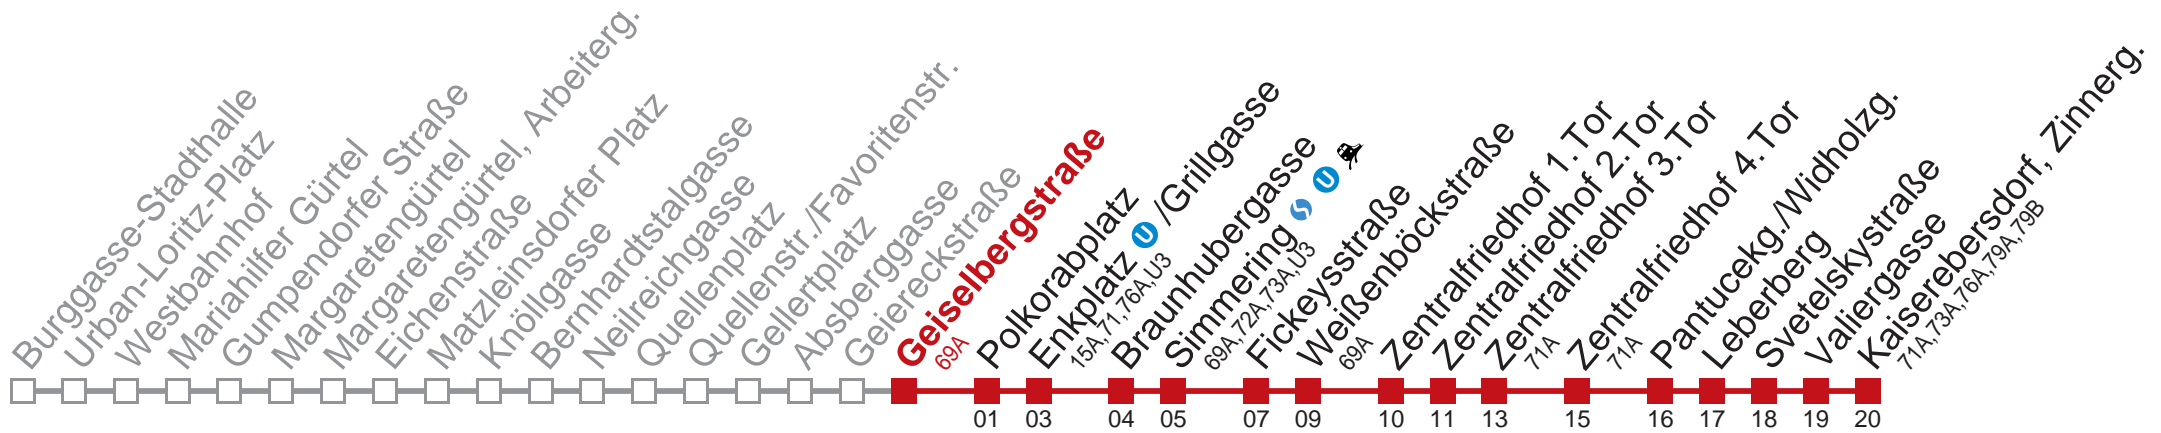 Burggasse-Stadthalle
Urban-Loritz-Platz
Westbahnhof
Mariahilfer Gürtel
Gumpendorfer Straße
Margaretengürtel
Margaretengürtel, Arbeiterg.
Eichenstraße
Matzleinsdorfer Platz
Knöllgasse
Bernhardtstalgasse
Neilreichgasse
Quellenplatz
Quellenstr./Favoritenstr.
Gellertplatz
Absberggasse
Geiereckstraße
Geiselbergstraße
69A
Polkorabplatz
Enkplatz U /Grillgasse
15A,71,76A,U3
Braunhubergasse
Simmering S U
69A,72A,73A,U3
Fickeysstraße
Weißenböckstraße
69A
Zentralfriedhof 1.Tor
Zentralfriedhof 2.Tor
Zentralfriedhof 3.Tor
71A
Zentralfriedhof 4.Tor
71A
Pantucekg./Widholzg.
Leberberg
Svetelskystraße
Valiergasse
Kaiserebersdorf, Zinnerg.
71A,73A,76A,79A,79B
01 03 04 05 07 09 10 11 13 15 16 17 18 19 20